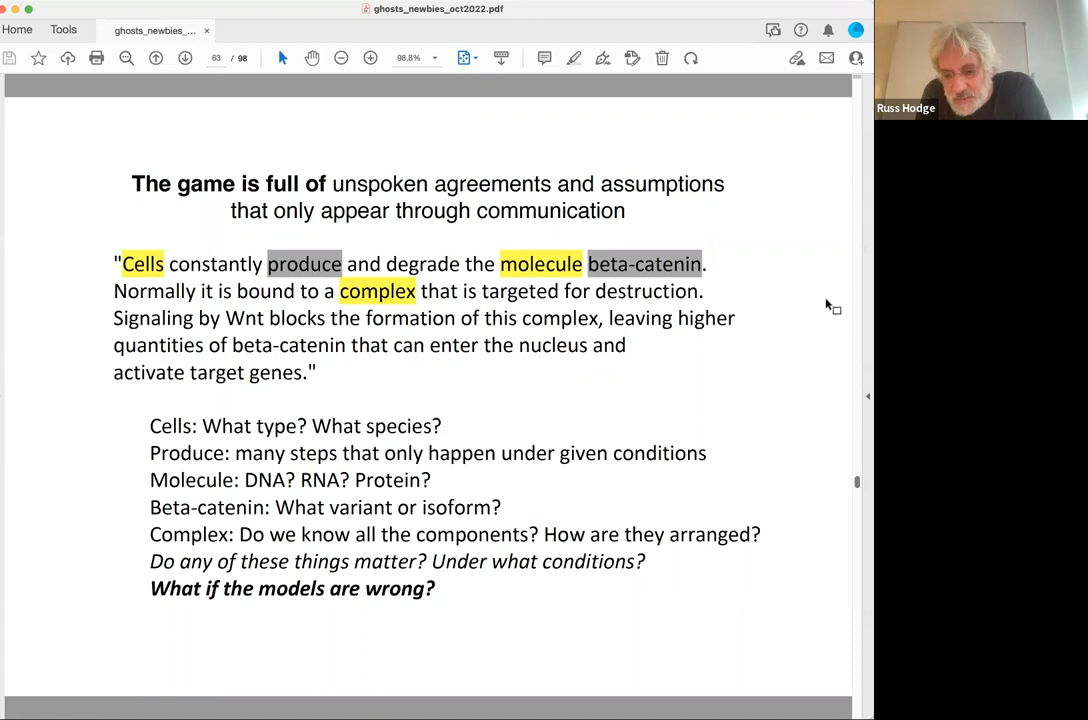 ghosts_newbies_oct2022.pdf
Home
Tools
ghosts_newbies_...
63 / 98
98,8%
Russ Hodge
The game is full of unspoken agreements and assumptions
that only appear through communication
"Cells constantly produce and degrade the molecule beta-catenin.
Normally it is bound to a complex that is targeted for destruction.
Signaling by Wnt blocks the formation of this complex, leaving higher
quantities of beta-catenin that can enter the nucleus and
activate target genes."
Cells: What type? What species?
Produce: many steps that only happen under given conditions
Molecule: DNA? RNA? Protein?
Beta-catenin: What variant or isoform?
Complex: Do we know all the components? How are they arranged?
Do any of these things matter? Under what conditions?
What if the models are wrong?